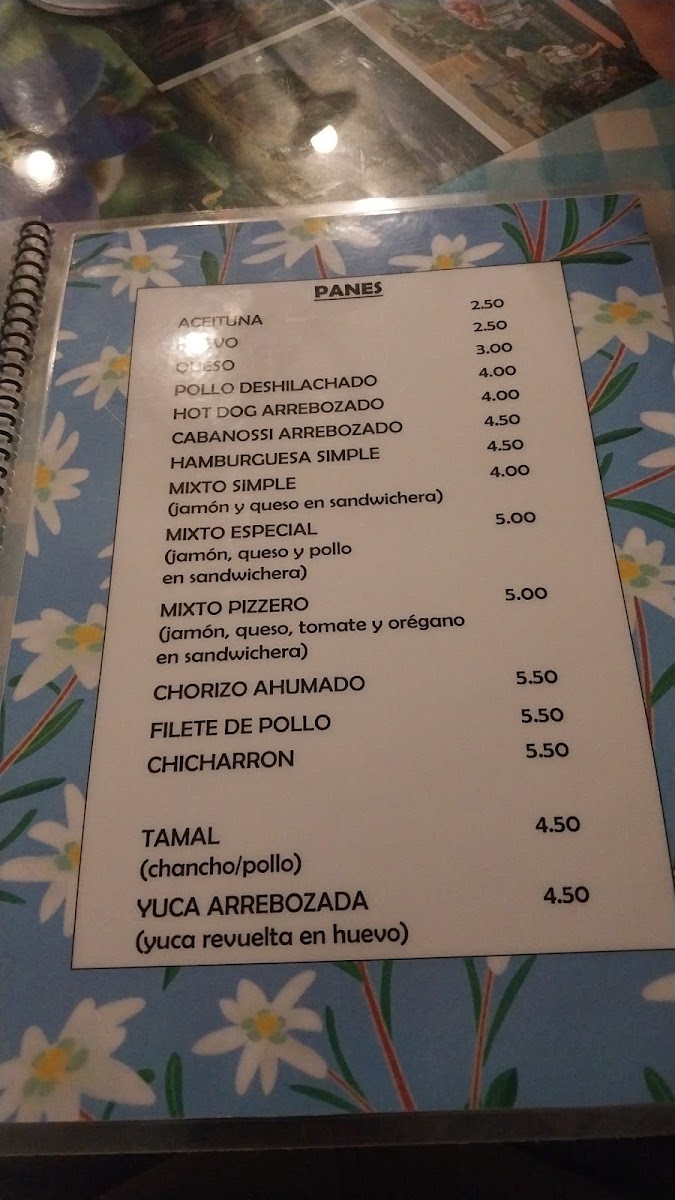 PANES
ACEITUNA 2.50
2.50
QUESO 3.00
POLLO DESHILACHADO 4.00
HOT DOG ARREBOZADO 4.00
CABANOSSI ARREBOZADO 4.50
HAMBURGUESA SIMPLE 4.50
MIXTO SIMPLE 4.00
(jamón y queso en sandwichera)
MIXTO ESPECIAL 5.00
(jamón, queso y pollo
en sandwichera)
MIXTO PIZZERO 5.00
(jamón, queso, tomate y orégano
en sandwichera)
CHORIZO AHUMADO 5.50
FILETE DE POLLO 5.50
CHICHARRON 5.50
TAMAL 4.50
(chancho/pollo)
YUCA ARREBOZADA 4.50
(yuca revuelta en huevo)